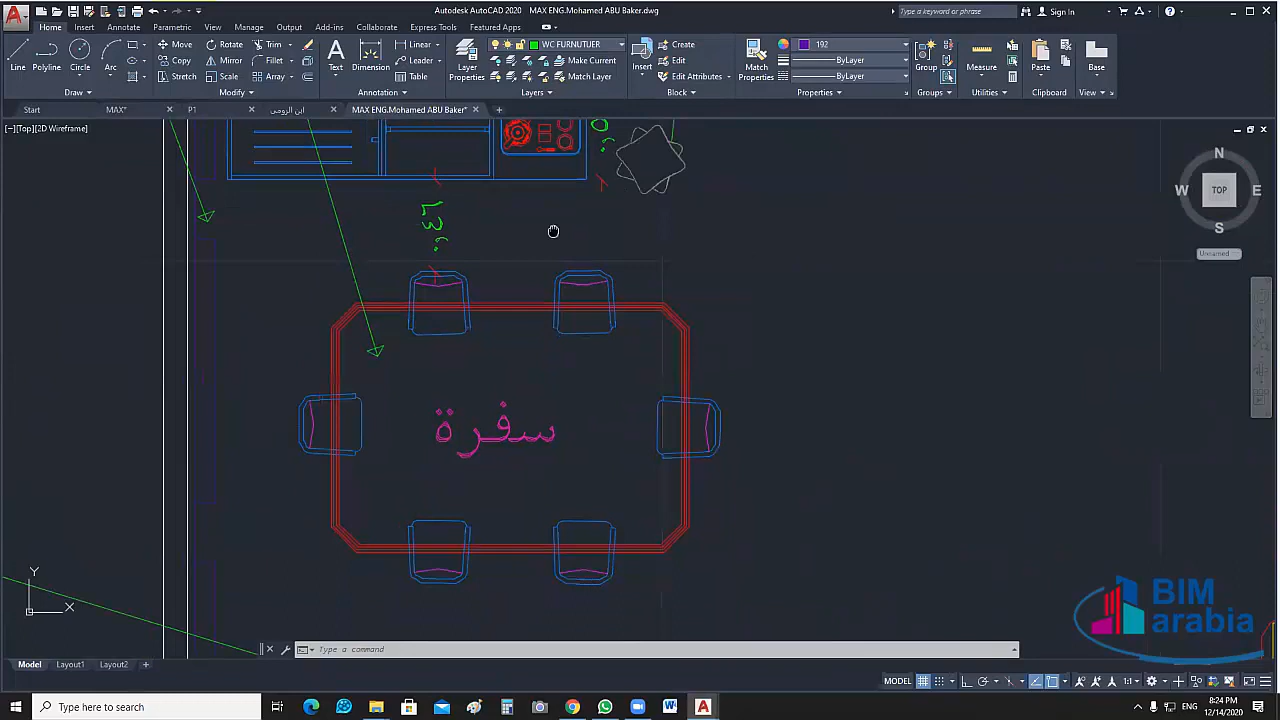 Autodesk AutoCAD 2020 MAX ENG.Mohamed ABU Baker.dwg
Type a keyword or phrase
Sign In
Home Insert Annotate Parametric View Manage Output Add-ins Collaborate Express Tools Featured Apps
Line Polyline Circle Arc
Move Rotate Trim
Copy Mirror Fillet
Stretch Scale Array
Text Dimension
Linear
Leader
Table
Layer Properties
WC FURNUTUER
Make Current
Match Layer
Insert
Create
Edit
Edit Attributes
Match Properties
192
ByLayer
ByLayer
Group
Measure
Paste
Base
Draw Modify Annotation Layers Block Properties Groups Utilities Clipboard View
Start MAX* P1 ابن الرومى MAX ENG.Mohamed ABU Baker*
[−][Top][2D Wireframe]
N
W TOP E
S
Unnamed
سفرة
Y
X
BIM
arabia
Type a command
Model Layout1 Layout2
MODEL 1:1
Type here to search
ENG
8:24 PM
12/14/2020